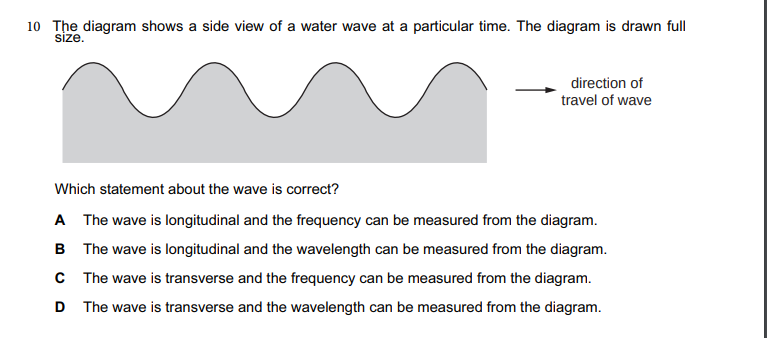 10 The diagram shows a side view of a water wave at a particular time. The diagram is drawn full
size.
direction of
travel of wave
Which statement about the wave is correct?
A The wave is longitudinal and the frequency can be measured from the diagram.
B The wave is longitudinal and the wavelength can be measured from the diagram.
C The wave is transverse and the frequency can be measured from the diagram.
D The wave is transverse and the wavelength can be measured from the diagram.